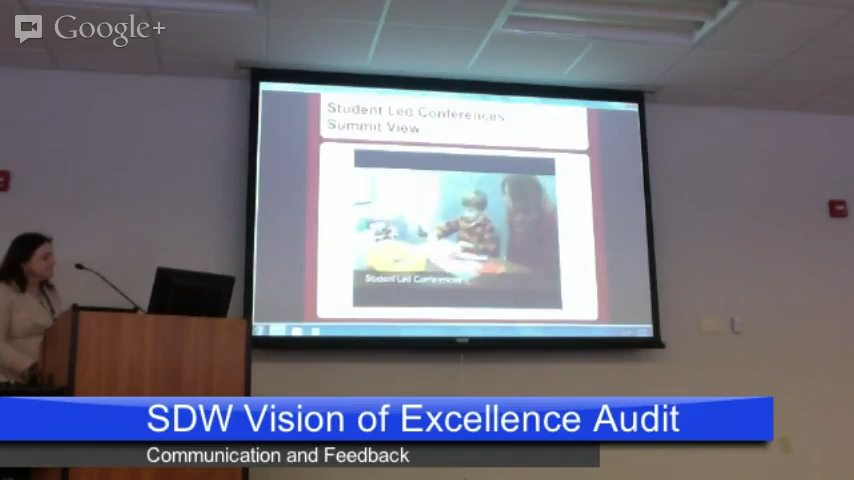 Google+
Student Led Conferences
Summit View
Student Led Conferences
SDW Vision of Excellence Audit
Communication and Feedback